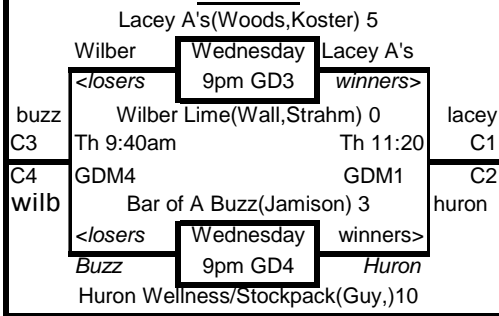 Lacey A's(Woods,Koster) 5
Wilber Wednesday Lacey A's
<losers 9pm GD3 winners>
buzz Wilber Lime(Wall,Strahm) 0 lacey
C3 Th 9:40am Th 11:20 C1
C4 GDM4 GDM1 C2
wilb Bar of A Buzz(Jamison) 3 huron
<losers Wednesday winners>
Buzz 9pm GD4 Huron
Huron Wellness/Stockpack(Guy,)10